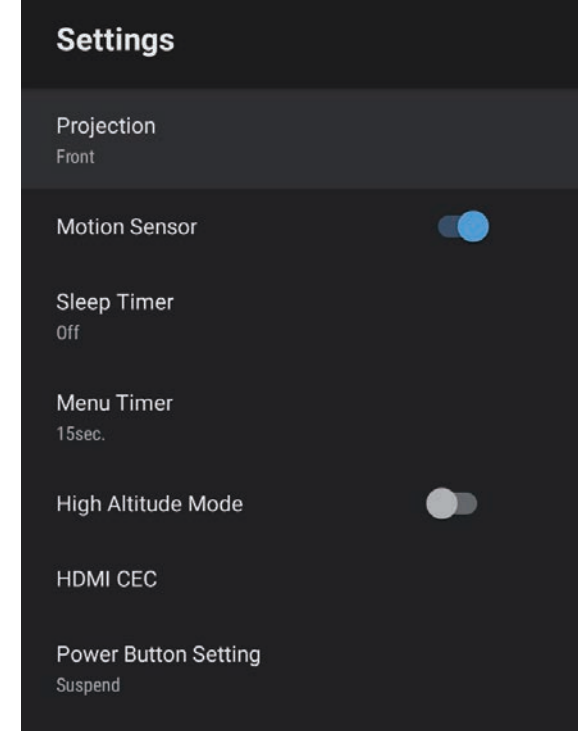 Settings
Projection
Front
Motion Sensor
Sleep Timer
Off
Menu Timer
15sec.
High Altitude Mode
HDMI CEC
Power Button Setting
Suspend